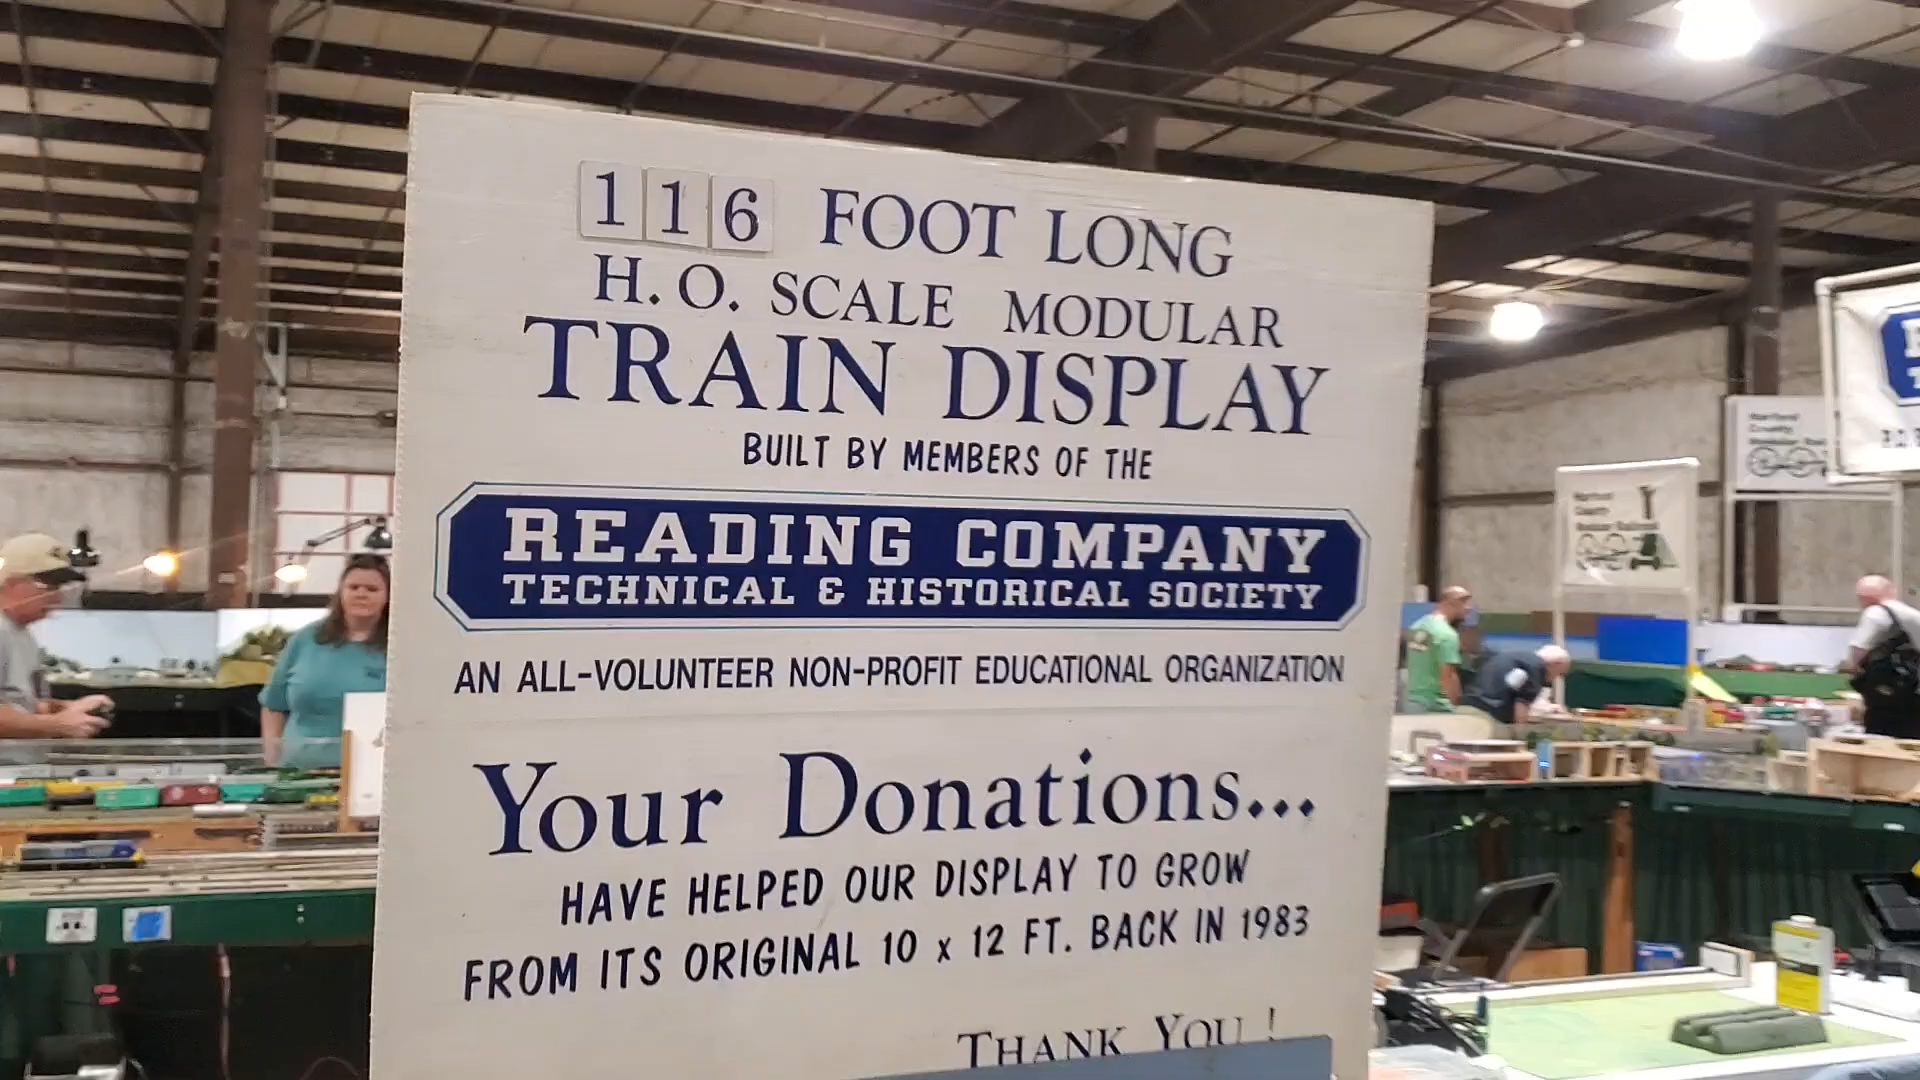 116 FOOT LONG
H.O. SCALE MODULAR
TRAIN DISPLAY
BUILT BY MEMBERS OF THE
READING COMPANY
TECHNICAL & HISTORICAL SOCIETY
AN ALL-VOLUNTEER NON-PROFIT EDUCATIONAL ORGANIZATION
Your Donations...
HAVE HELPED OUR DISPLAY TO GROW
FROM ITS ORIGINAL 10 x 12 FT. BACK IN 1983
THANK YOU !